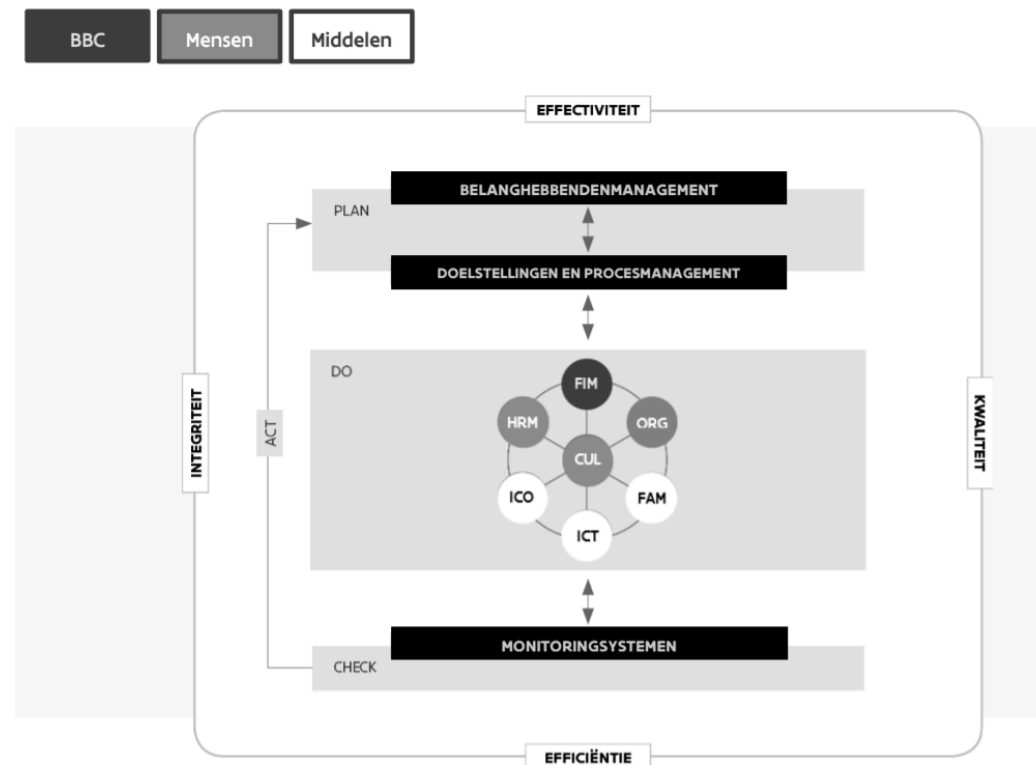 BBC
Mensen
Middelen
EFFECTIVITEIT
BELANGHEBBENDENMANAGEMENT
PLAN
DOELSTELLINGEN EN PROCESMANAGEMENT
DO
FIM
HRM
ORG
CUL
ICO
FAM
ICT
INTEGRITEIT
ACT
KWALITEIT
MONITORINGSYSTEMEN
CHECK
EFFICIËNTIE